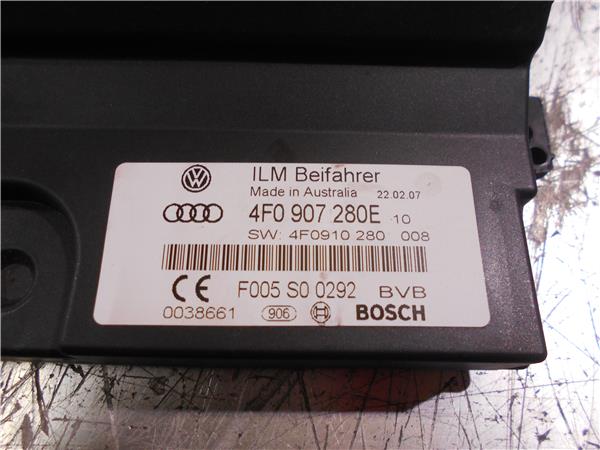 ILM Beifahrer
Made in Australia 22.02.07
4F0 907 280E 10
SW: 4F0910 280 008
F005 S0 0292 BVB
CE
0038661 906 BOSCH